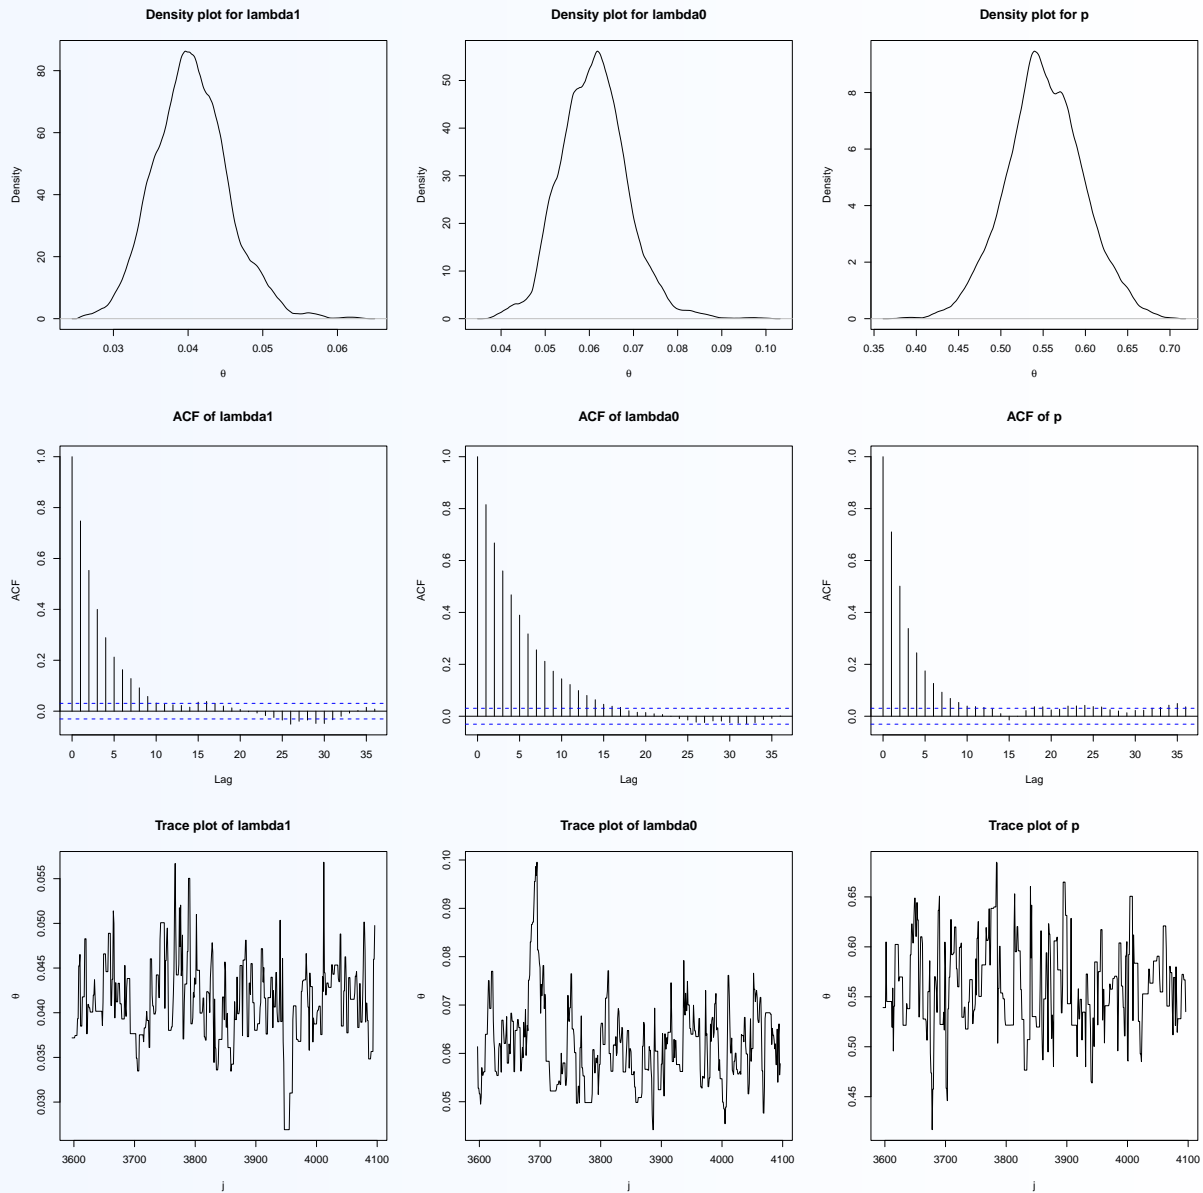 Density plot for lambda1
Density
0 20 40 60 80
0.03 0.04 0.05 0.06
θ
Density plot for lambda0
Density
0 10 20 30 40 50
0.04 0.05 0.06 0.07 0.08 0.09 0.10
θ
Density plot for p
Density
0 2 4 6 8
0.35 0.40 0.45 0.50 0.55 0.60 0.65 0.70
θ
ACF of lambda1
ACF
0.0 0.2 0.4 0.6 0.8 1.0
0 5 10 15 20 25 30 35
Lag
ACF of lambda0
ACF
0.0 0.2 0.4 0.6 0.8 1.0
0 5 10 15 20 25 30 35
Lag
ACF of p
ACF
0.0 0.2 0.4 0.6 0.8 1.0
0 5 10 15 20 25 30 35
Lag
Trace plot of lambda1
θ
0.030 0.035 0.040 0.045 0.050 0.055
3600 3700 3800 3900 4000 4100
j
Trace plot of lambda0
θ
0.05 0.06 0.07 0.08 0.09 0.10
3600 3700 3800 3900 4000 4100
j
Trace plot of p
θ
0.45 0.50 0.55 0.60 0.65
3600 3700 3800 3900 4000 4100
j